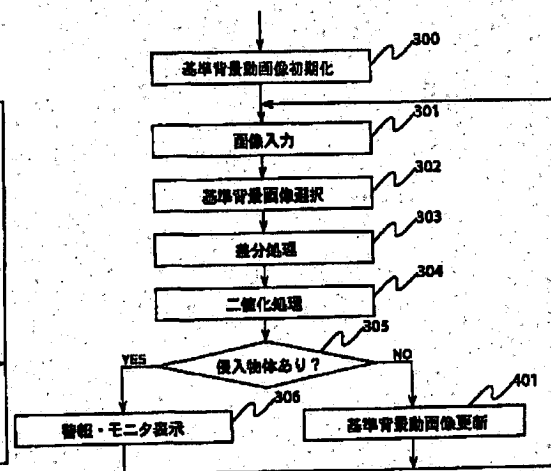 300
基準背景動画像初期化
301
画像入力
302
基準背景画像選択
303
差分処理
304
二値化処理
305
侵入物体あり？
YES
NO
306
警報・モニタ表示
401
基準背景動画像更新